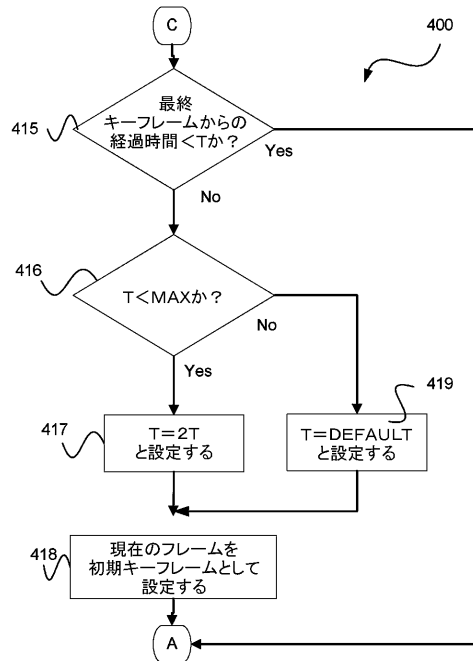 C
400
415
最終
キーフレームからの
経過時間<Tか?
Yes
No
416
T<MAXか?
No
Yes
417
T=2T
と設定する
419
T=DEFAULT
と設定する
418
現在のフレームを
初期キーフレームとして
設定する
A